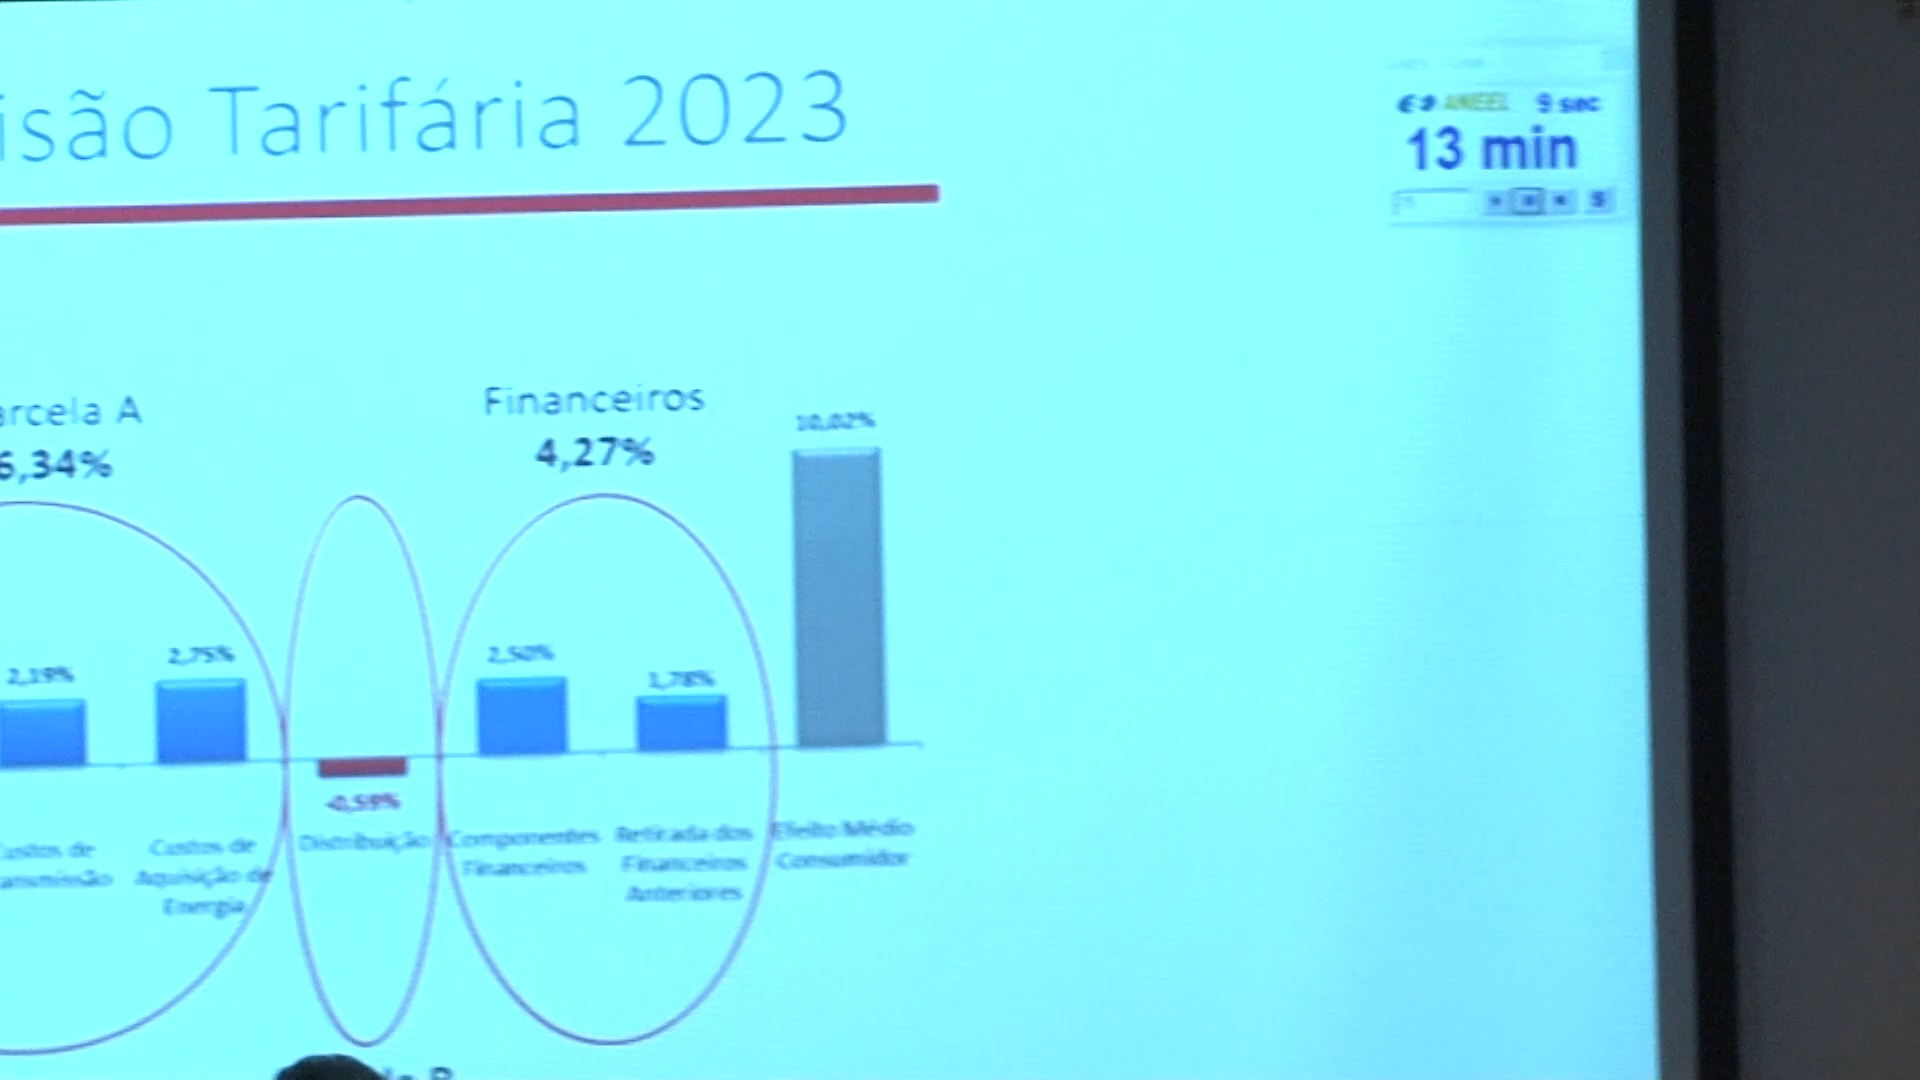 isão Tarifária 2023
ANEEL 9 sec
13 min
arcela A
6,34%
Financeiros
4,27%
10,02%
2,19%
2,75%
-0,59%
2,50%
1,78%
Custos de
ansmissão
Custos de
Aquisição de
Energia
Distribuição
Componentes
Financeiros
Retirada dos
Financeiros
Anteriores
Efeito Médio
Consumidor